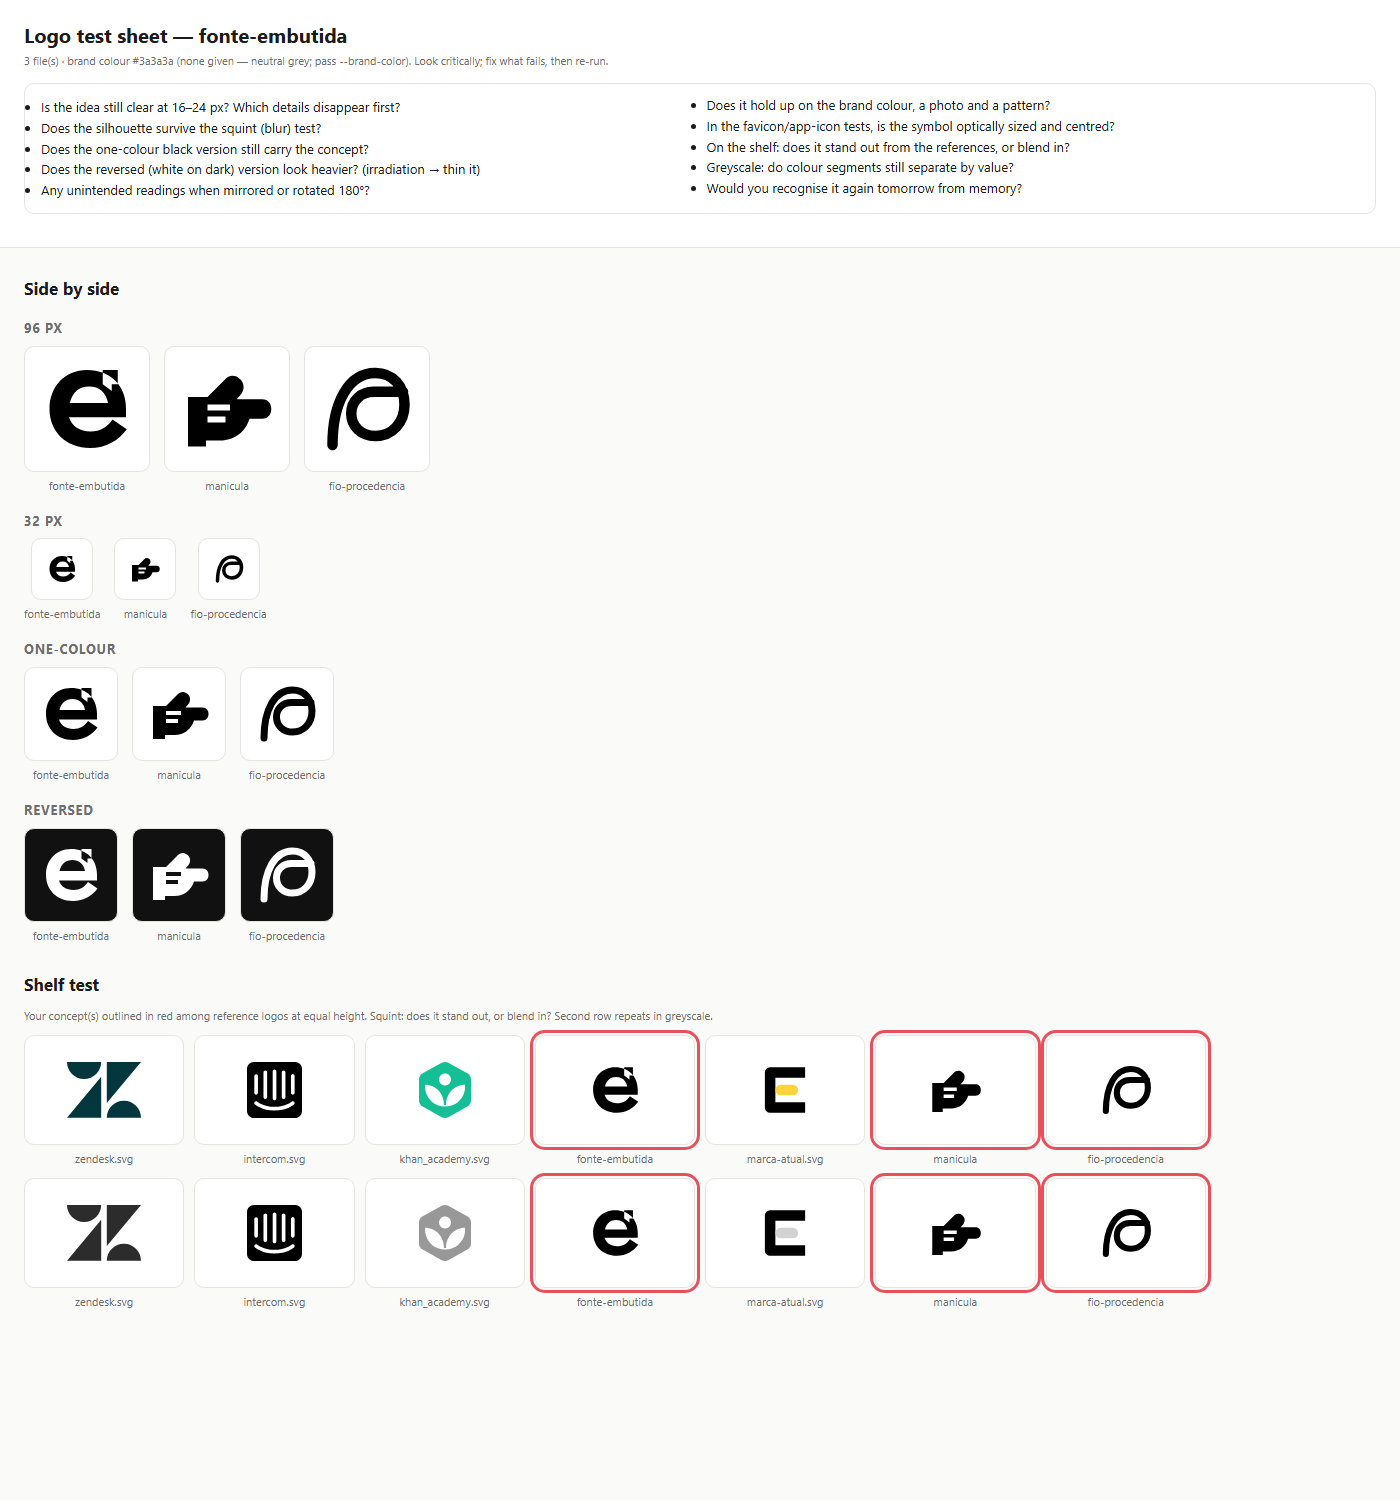 Logo test sheet — fonte-embutida
3 file(s) · brand colour #3a3a3a (none given — neutral grey; pass --brand-color). Look critically; fix what fails, then re-run.
Is the idea still clear at 16–24 px? Which details disappear first?
Does the silhouette survive the squint (blur) test?
Does the one-colour black version still carry the concept?
Does the reversed (white on dark) version look heavier? (irradiation → thin it)
Any unintended readings when mirrored or rotated 180°?
Does it hold up on the brand colour, a photo and a pattern?
In the favicon/app-icon tests, is the symbol optically sized and centred?
On the shelf: does it stand out from the references, or blend in?
Greyscale: do colour segments still separate by value?
Would you recognise it again tomorrow from memory?
Side by side
96 PX
fonte-embutida manicula fio-procedencia
32 PX
fonte-embutida manicula fio-procedencia
ONE-COLOUR
fonte-embutida manicula fio-procedencia
REVERSED
fonte-embutida manicula fio-procedencia
Shelf test
Your concept(s) outlined in red among reference logos at equal height. Squint: does it stand out, or blend in? Second row repeats in greyscale.
zendesk.svg intercom.svg khan_academy.svg fonte-embutida marca-atual.svg manicula fio-procedencia
zendesk.svg intercom.svg khan_academy.svg fonte-embutida marca-atual.svg manicula fio-procedencia